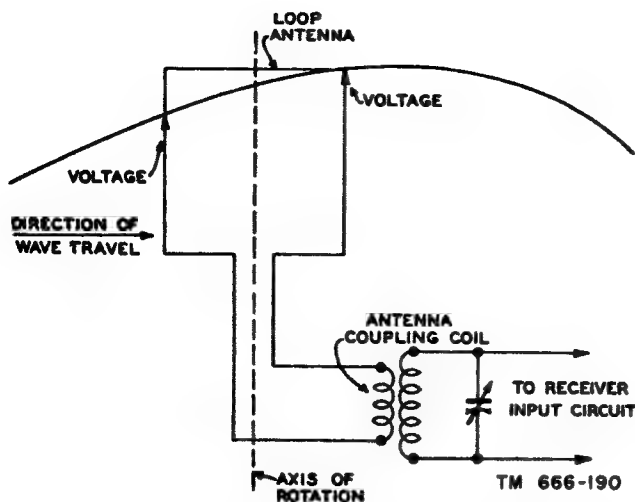 LOOP
ANTENNA
VOLTAGE
VOLTAGE
DIRECTION OF
WAVE TRAVEL
ANTENNA
COUPLING COIL
TO RECEIVER
INPUT CIRCUIT
AXIS OF
ROTATION
TM 666-190